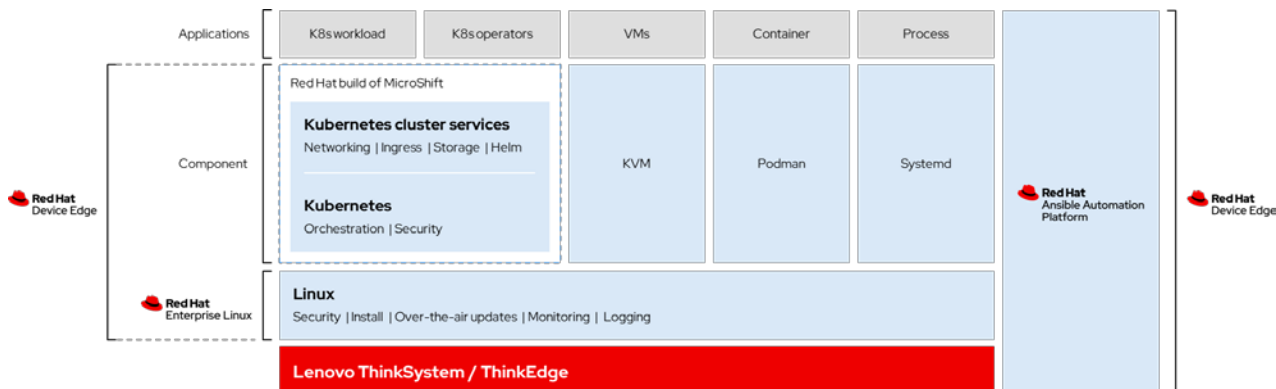 Applications
K8s workload
K8s operators
VMs
Container
Process
Red Hat build of MicroShift
Kubernetes cluster services
Networking | Ingress | Storage | Helm
Kubernetes
Orchestration | Security
Component
KVM
Podman
Systemd
Red Hat
Device Edge
Red Hat
Ansible Automation
Platform
Red Hat
Device Edge
Red Hat
Enterprise Linux
Linux
Security | Install | Over-the-air updates | Monitoring | Logging
Lenovo ThinkSystem / ThinkEdge